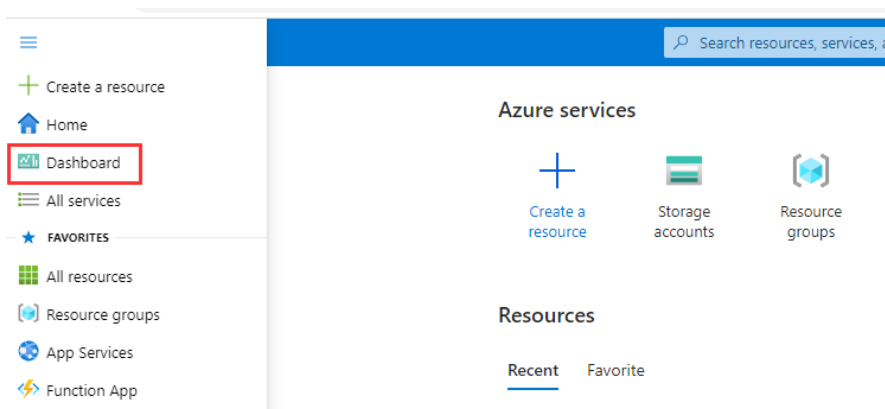 Search resources, services,
Create a resource
Home
Dashboard
All services
FAVORITES
All resources
Resource groups
App Services
Function App
Azure services
Create a
resource
Storage
accounts
Resource
groups
Resources
Recent
Favorite